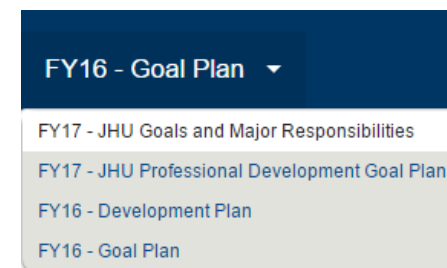 FY16 - Goal Plan
FY17 - JHU Goals and Major Responsibilities
FY17 - JHU Professional Development Goal Plan
FY16 - Development Plan
FY16 - Goal Plan